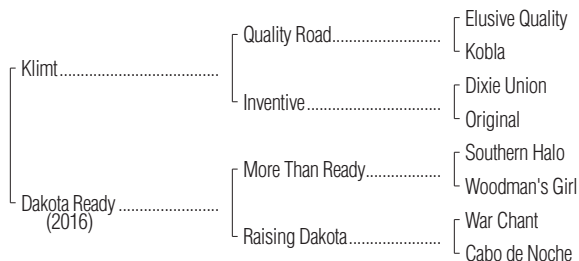 Elusive Quality
Quality Road
Kobla
Klimt
Dixie Union
Inventive
Original
Southern Halo
More Than Ready
Woodman's Girl
Dakota Ready
(2016)
War Chant
Raising Dakota
Cabo de Noche